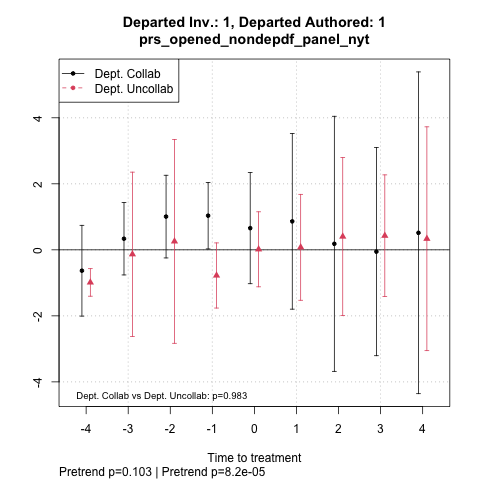 Departed Inv.: 1, Departed Authored: 1
prs_opened_nondepdf_panel_nyt
Dept. Collab
Dept. Uncollab
4
2
0
-2
-4
Dept. Collab vs Dept. Uncollab: p=0.983
-4 -3 -2 -1 0 1 2 3 4
Time to treatment
Pretrend p=0.103 | Pretrend p=8.2e-05